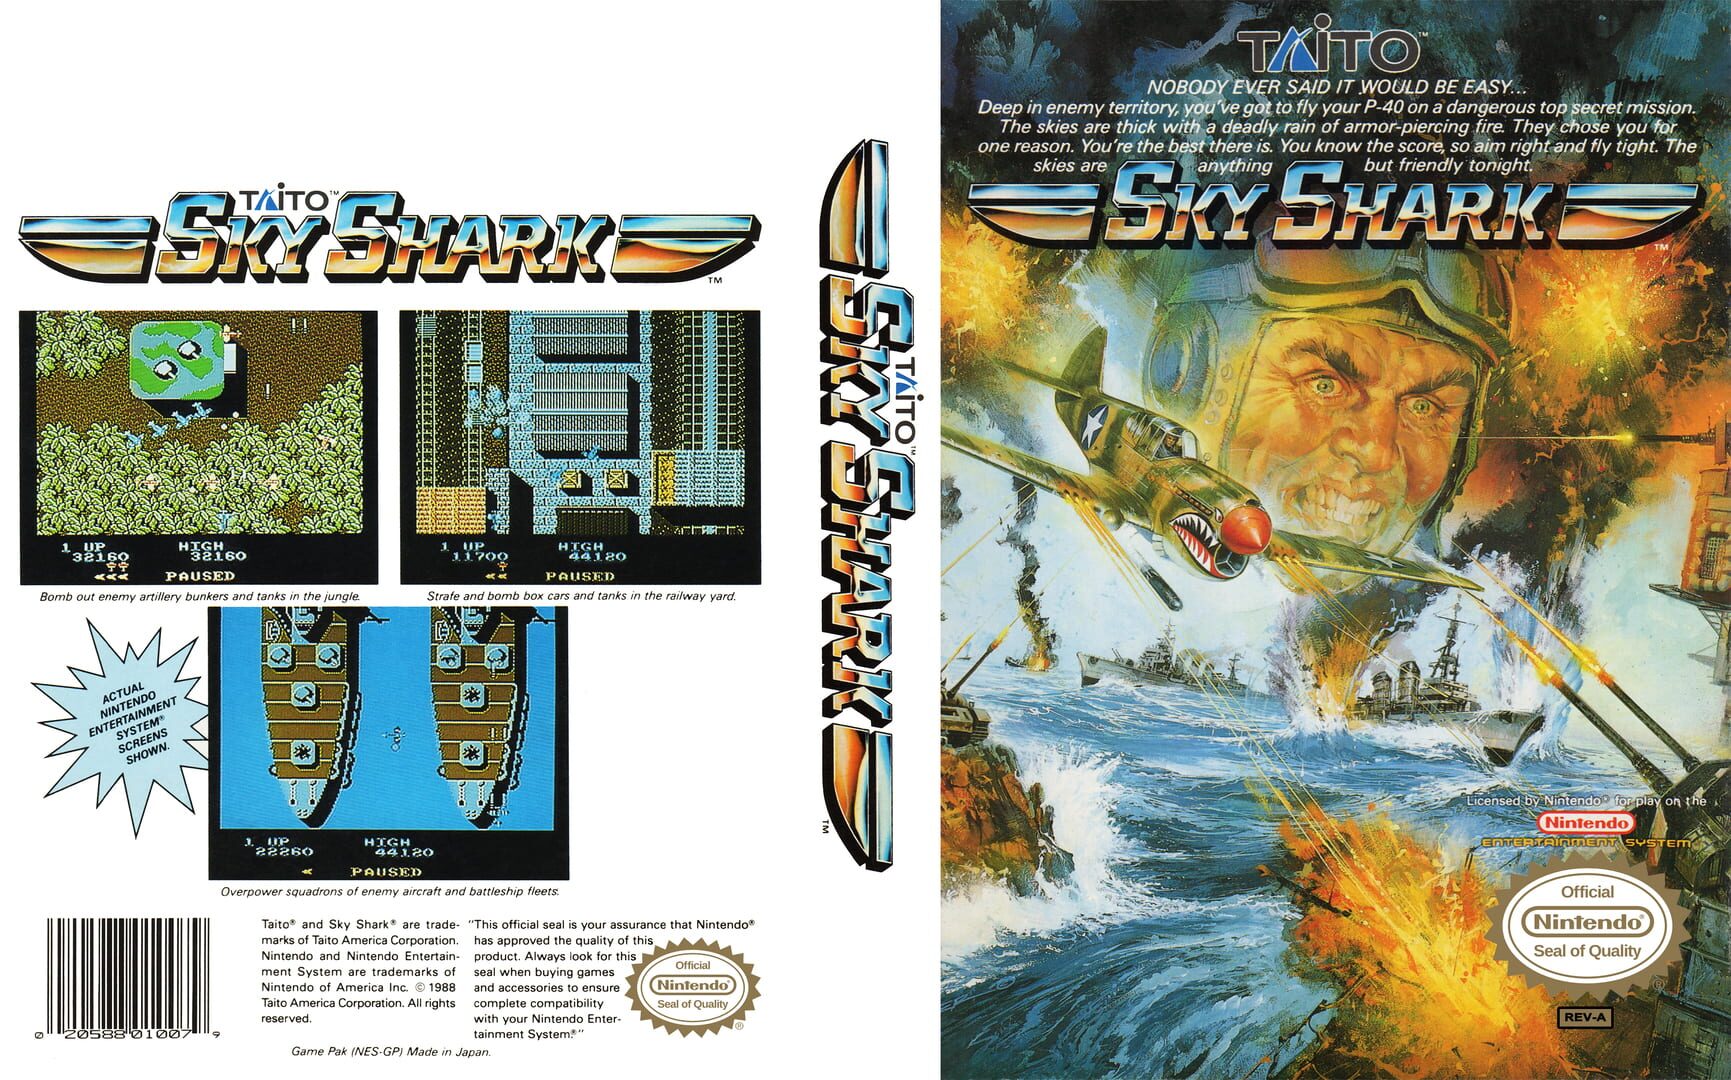 TAITO™
SKY SHARK
™
1 UP
HIGH
32160
32160
PAUSED
Bomb out enemy artillery bunkers and tanks in the jungle.
1 UP
HIGH
11700
44120
PAUSED
Strafe and bomb box cars and tanks in the railway yard.
ACTUAL
NINTENDO
ENTERTAINMENT
SYSTEM®
SCREENS
SHOWN.
1 UP
HIGH
22260
44120
PAUSED
Overpower squadrons of enemy aircraft and battleship fleets.
0 20588 01007 9
Taito® and Sky Shark® are trade-
marks of Taito America Corporation.
Nintendo and Nintendo Entertain-
ment System are trademarks of
Nintendo of America Inc. © 1988
Taito America Corporation. All rights
reserved.
"This official seal is your assurance that Nintendo®
has approved the quality of this
product. Always look for this
seal when buying games
and accessories to ensure
complete compatibility
with your Nintendo Enter-
tainment System®"
Official
Nintendo®
Seal of Quality
®
Game Pak (NES-GP) Made in Japan.
TAITO™
SKY SHARK
™
TAITO™
NOBODY EVER SAID IT WOULD BE EASY...
Deep in enemy territory, you've got to fly your P-40 on a dangerous top secret mission.
The skies are thick with a deadly rain of armor-piercing fire. They chose you for
one reason. You're the best there is. You know the score, so aim right and fly tight. The
skies are anything but friendly tonight.
SKY SHARK
™
Licensed by Nintendo® for play on the
Nintendo
ENTERTAINMENT SYSTEM
Official
Nintendo®
Seal of Quality
®
REV-A